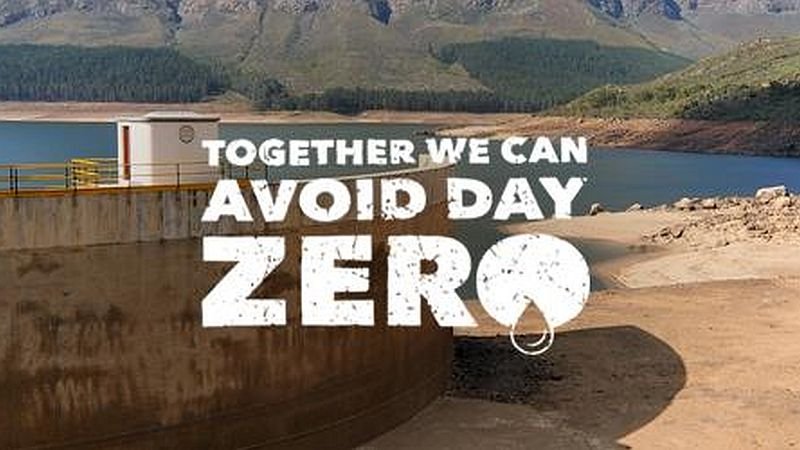 TOGETHER WE CAN
AVOID DAY
ZERO